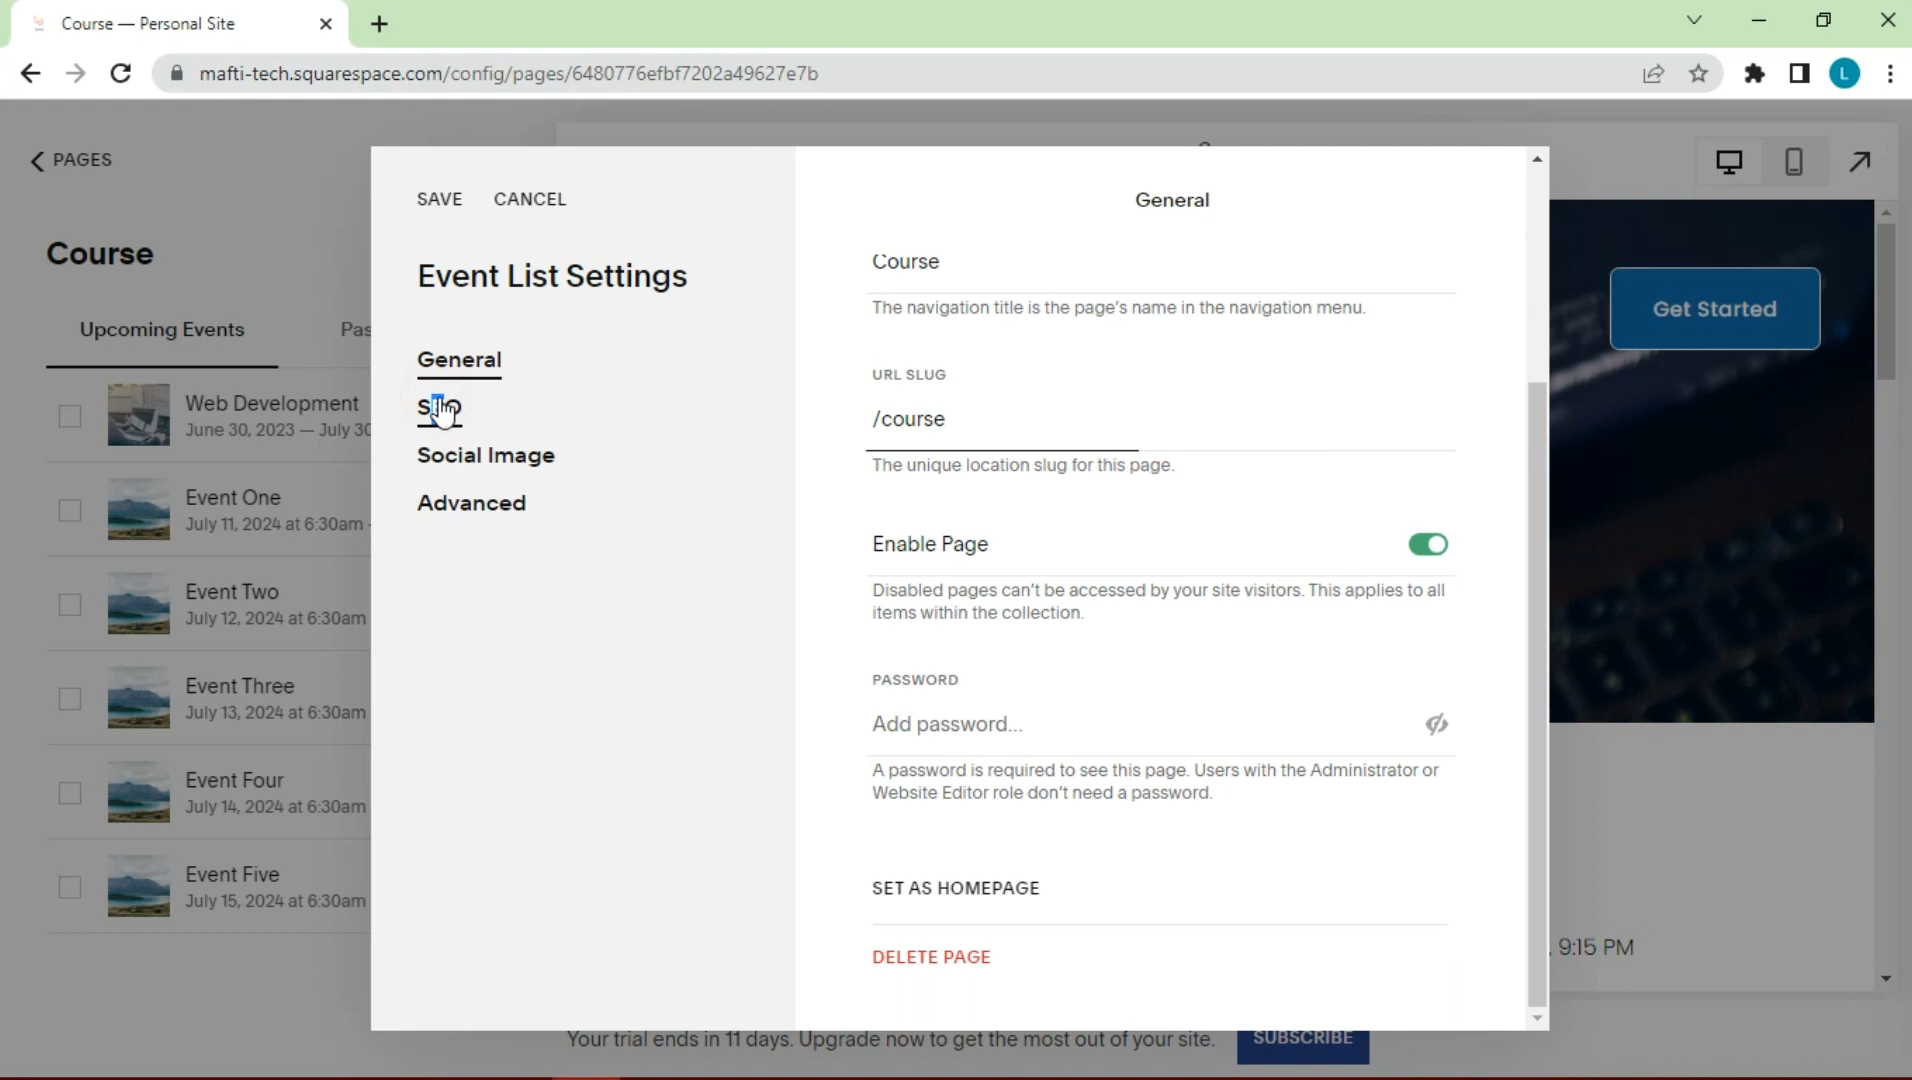 Course — Personal Site
mafti-tech.squarespace.com/config/pages/6480776efbf7202a49627e7b
L
PAGES
Course
Upcoming Events
Pas
Web Development
June 30, 2023 — July 30
Event One
July 11, 2024 at 6:30am -
Event Two
July 12, 2024 at 6:30am
Event Three
July 13, 2024 at 6:30am
Event Four
July 14, 2024 at 6:30am
Event Five
July 15, 2024 at 6:30am
SAVE CANCEL
Event List Settings
General
SEO
Social Image
Advanced
General
Course
The navigation title is the page's name in the navigation menu.
URL SLUG
/course
The unique location slug for this page.
Enable Page
Disabled pages can't be accessed by your site visitors. This applies to all
items within the collection.
PASSWORD
Add password...
A password is required to see this page. Users with the Administrator or
Website Editor role don't need a password.
SET AS HOMEPAGE
DELETE PAGE
Get Started
, 9:15 PM
Your trial ends in 11 days. Upgrade now to get the most out of your site.
SUBSCRIBE